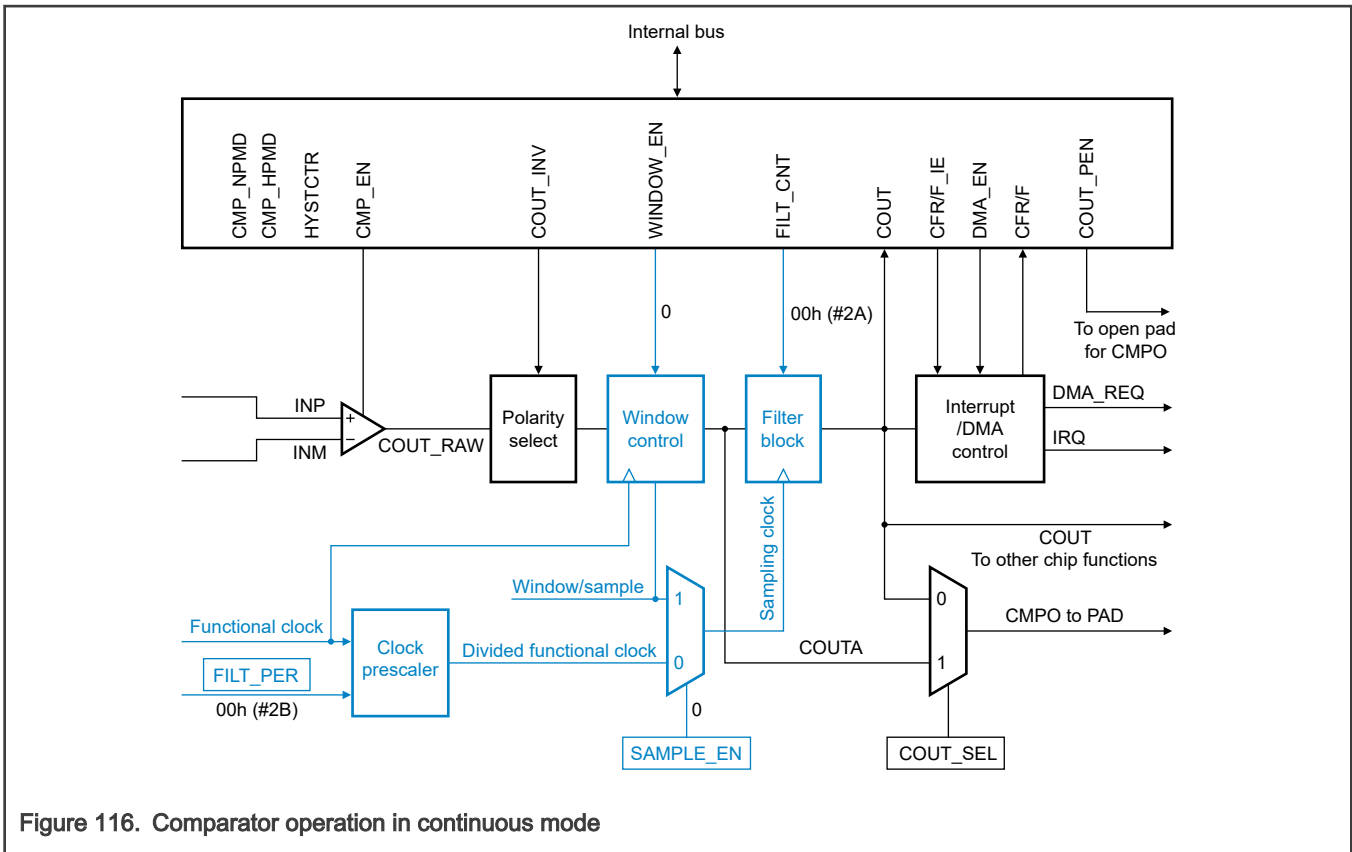 Internal bus
CMP_NPMD
CMP_HPMD
HYSTCTR
CMP_EN
COUT_INV
WINDOW_EN
FILT_CNT
COUT
CFR/F_IE
DMA_EN
CFR/F
COUT_PEN
0
00h (#2A)
To open pad
for CMPO
INP
+
−
INM
COUT_RAW
Polarity
select
Window
control
Filter
block
Interrupt
/DMA
control
DMA_REQ
IRQ
COUT
To other chip functions
Sampling clock
Window/sample
1
0
Functional clock
Clock
prescaler
Divided functional clock
FILT_PER
00h (#2B)
0
SAMPLE_EN
COUTA
0
1
CMPO to PAD
COUT_SEL
Figure 116. Comparator operation in continuous mode